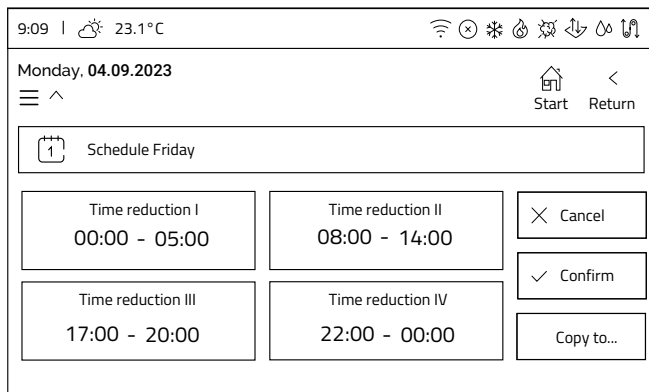 9:09 | 23.1°C
Monday, 04.09.2023
Start Return
1 Schedule Friday
Time reduction I
00:00 - 05:00
Time reduction II
08:00 - 14:00
Cancel
Confirm
Time reduction III
17:00 - 20:00
Time reduction IV
22:00 - 00:00
Copy to...